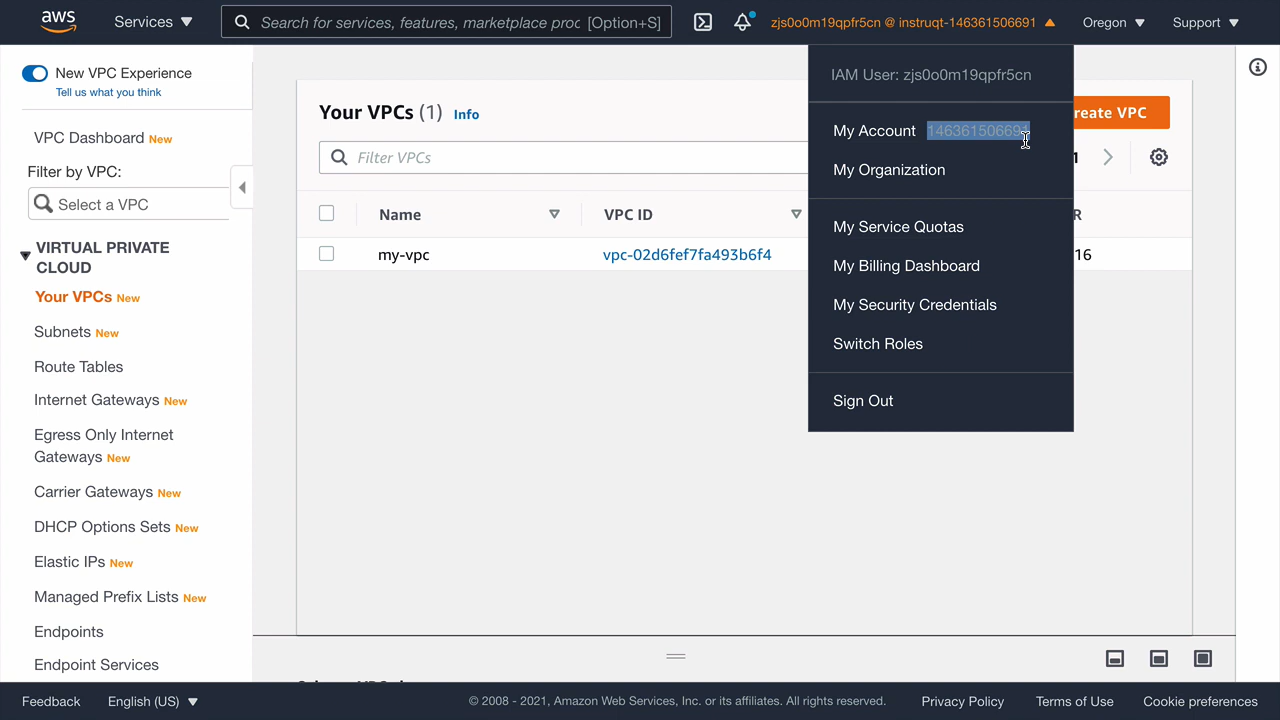 aws
Services
Search for services, features, marketplace proc [Option+S]
zjs0o0m19qpfr5cn @ instruqt-146361506691
Oregon
Support
New VPC Experience
Tell us what you think
VPC Dashboard
Filter by VPC:
Select a VPC
VIRTUAL PRIVATE
CLOUD
Your VPCs New
Subnets New
Route Tables
Internet Gateways New
Egress Only Internet
Gateways New
Carrier Gateways New
DHCP Options Sets New
Elastic IPs New
Managed Prefix Lists New
Endpoints
Endpoint Services
Your VPCs (1) Info
reate VPC
Filter VPCs
1
Name
VPC ID
R
my-vpc
vpc-02d6fef7fa493b6f4
16
IAM User: zjs0o0m19qpfr5cn
My Account 146361506691
My Organization
My Service Quotas
My Billing Dashboard
My Security Credentials
Switch Roles
Sign Out
Feedback
English (US)
© 2008 - 2021, Amazon Web Services, Inc. or its affiliates. All rights reserved.
Privacy Policy
Terms of Use
Cookie preferences